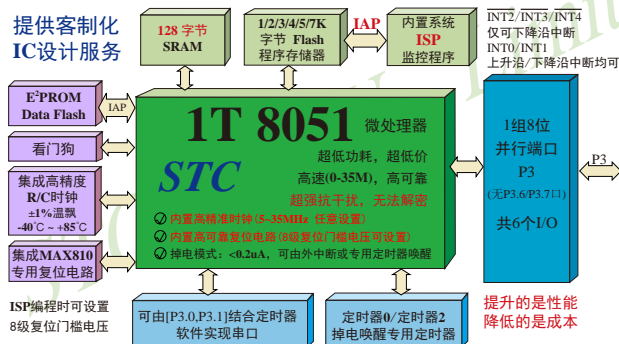 提供客制化
IC设计服务
128 字节
SRAM
1/2/3/4/5/7K
字节 Flash
程序存储器
IAP
内置系统
ISP
监控程序
INT2/INT3/INT4
仅可下降沿中断
INT0/INT1
上升沿/下降沿中断均可
E²PROM
Data Flash
IAP
看门狗
集成高精度
R/C时钟
±1%温飘
-40℃ ~ +85℃
集成MAX810
专用复位电路
ISP编程时可设置
8级复位门槛电压
1T 8051 微处理器
STC
超低功耗，超低价
高速(0-35M)，高可靠
超强抗干扰，无法解密
内置高精准时钟(5~35MHz 任意设置)
内置高可靠复位电路(8级复位门槛电压可设置)
掉电模式：<0.2uA，可由外中断或专用定时器唤醒
1组8位
并行端口
P3
(无P3.6/P3.7口)
共6个I/O
P3
可由[P3.0,P3.1]结合定时器
软件实现串口
定时器0/定时器2
掉电唤醒专用定时器
提升的是性能
降低的是成本